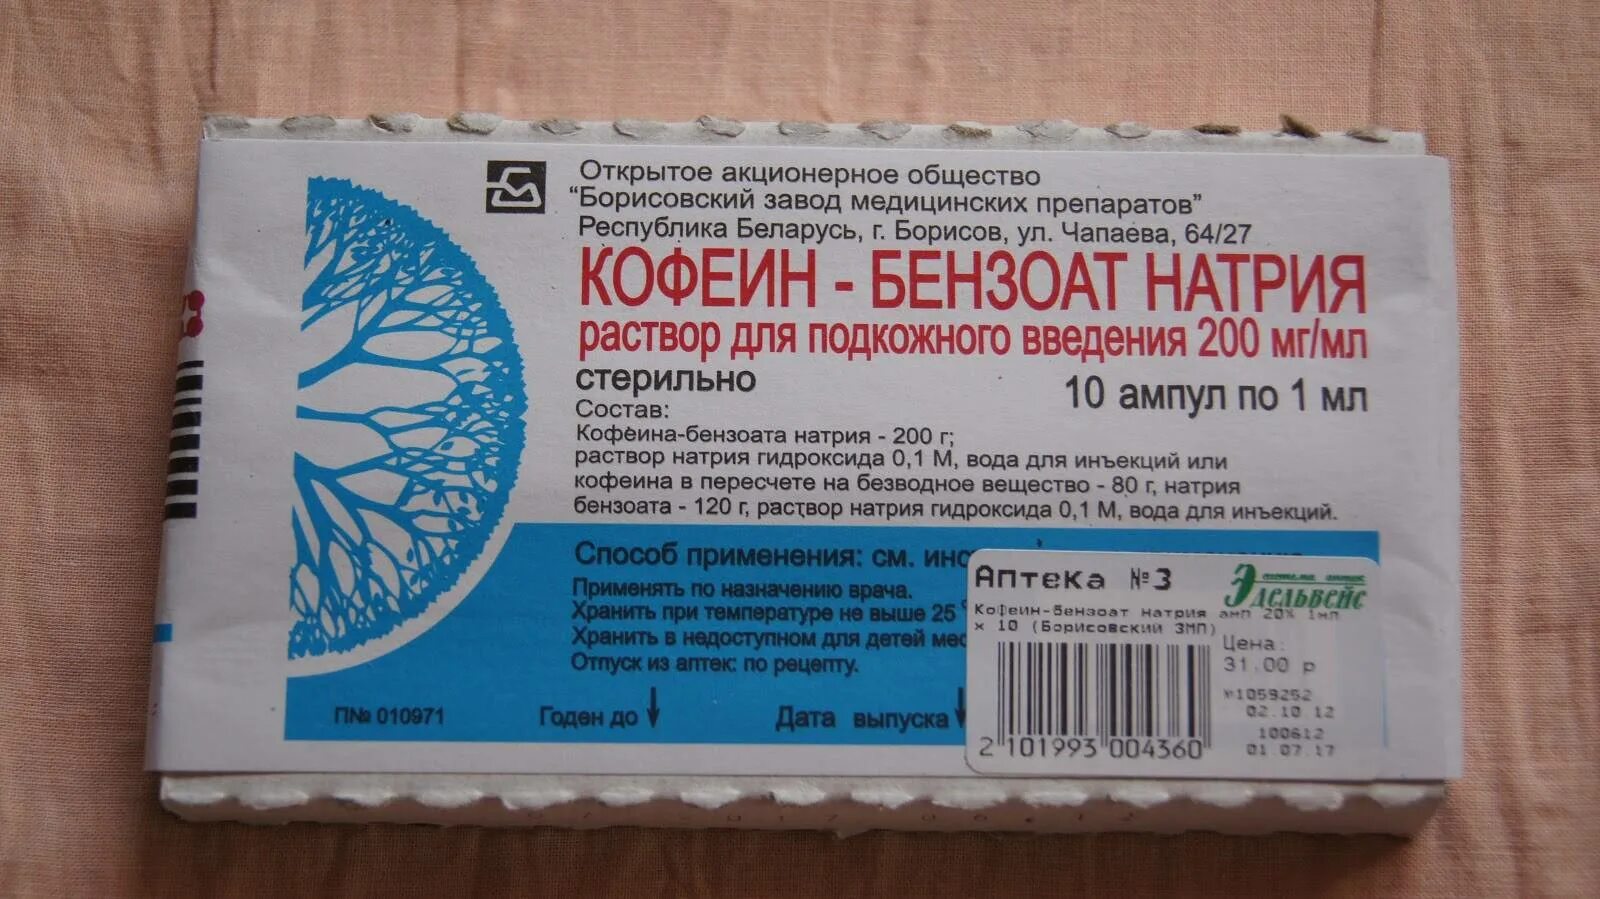 Открытое акционерное общество
“Борисовский завод медицинских препаратов”
Республика Беларусь, г. Борисов, ул. Чапаева, 64/27
КОФЕИН - БЕНЗОАТ НАТРИЯ
раствор для подкожного введения 200 мг/мл
стерильно 10 ампул по 1 мл
Состав:
Кофеина-бензоата натрия - 200 г;
раствор натрия гидроксида 0,1 М, вода для инъекций или
кофеина в пересчете на безводное вещество - 80 г, натрия
бензоата - 120 г, раствор натрия гидроксида 0,1 М, вода для инъекций.
Способ применения: см.
Применять по назначению врача.
Хранить при температуре не выше 25
Хранить в недоступном для детей
Отпуск из аптек: по рецепту.
П№ 010971 Годен до Дата выпуска
Аптека №3 Эдельвейс
система аптек
Кофеин-бензоат натрия амп 20% 1мл
х 10 (Борисовский ЗМП)
Цена:
31.00 р
№1059252
02.10.12
100612
01.07.17
2 101993 004360